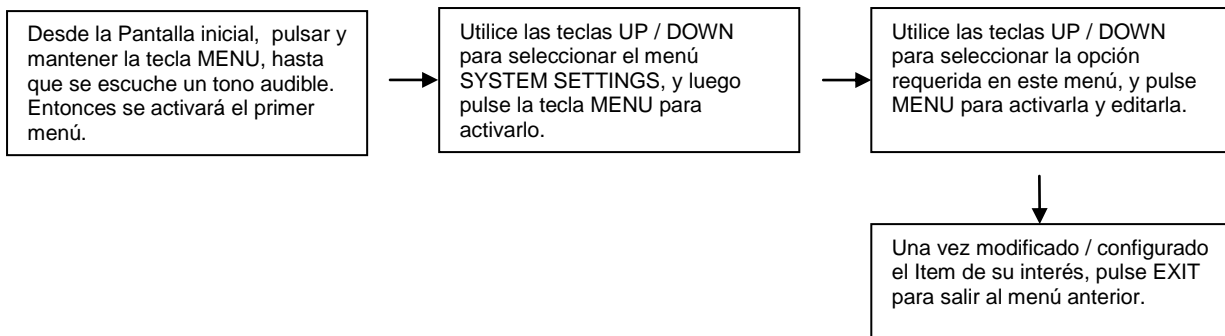 Desde la Pantalla inicial, pulsar y
mantener la tecla MENU, hasta
que se escuche un tono audible.
Entonces se activará el primer
menú.
Utilice las teclas UP / DOWN
para seleccionar el menú
SYSTEM SETTINGS, y luego
pulse la tecla MENU para
activarlo.
Utilice las teclas UP / DOWN
para seleccionar la opción
requerida en este menú, y pulse
MENU para activarla y editarla.
Una vez modificado / configurado
el Item de su interés, pulse EXIT
para salir al menú anterior.